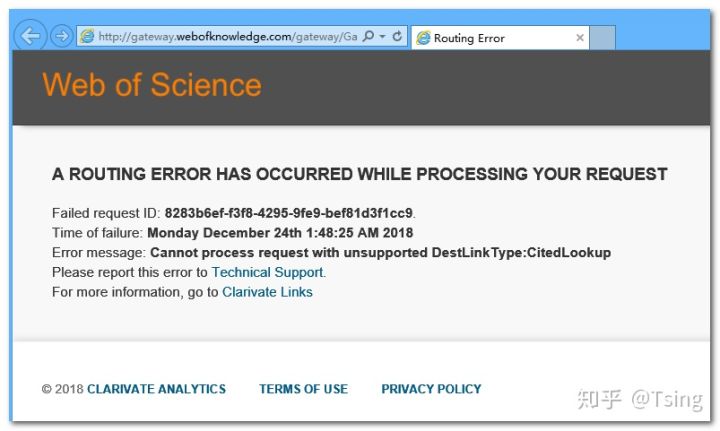 http://gateway.webofknowledge.com/gateway/Ga
Routing Error
Web of Science
A ROUTING ERROR HAS OCCURRED WHILE PROCESSING YOUR REQUEST
Failed request ID: 8283b6ef-f3f8-4295-9fe9-bef81d3f1cc9.
Time of failure: Monday December 24th 1:48:25 AM 2018
Error message: Cannot process request with unsupported DestLinkType:CitedLookup
Please report this error to Technical Support.
For more information, go to Clarivate Links
© 2018 CLARIVATE ANALYTICS TERMS OF USE PRIVACY POLICY
知乎 @Tsing